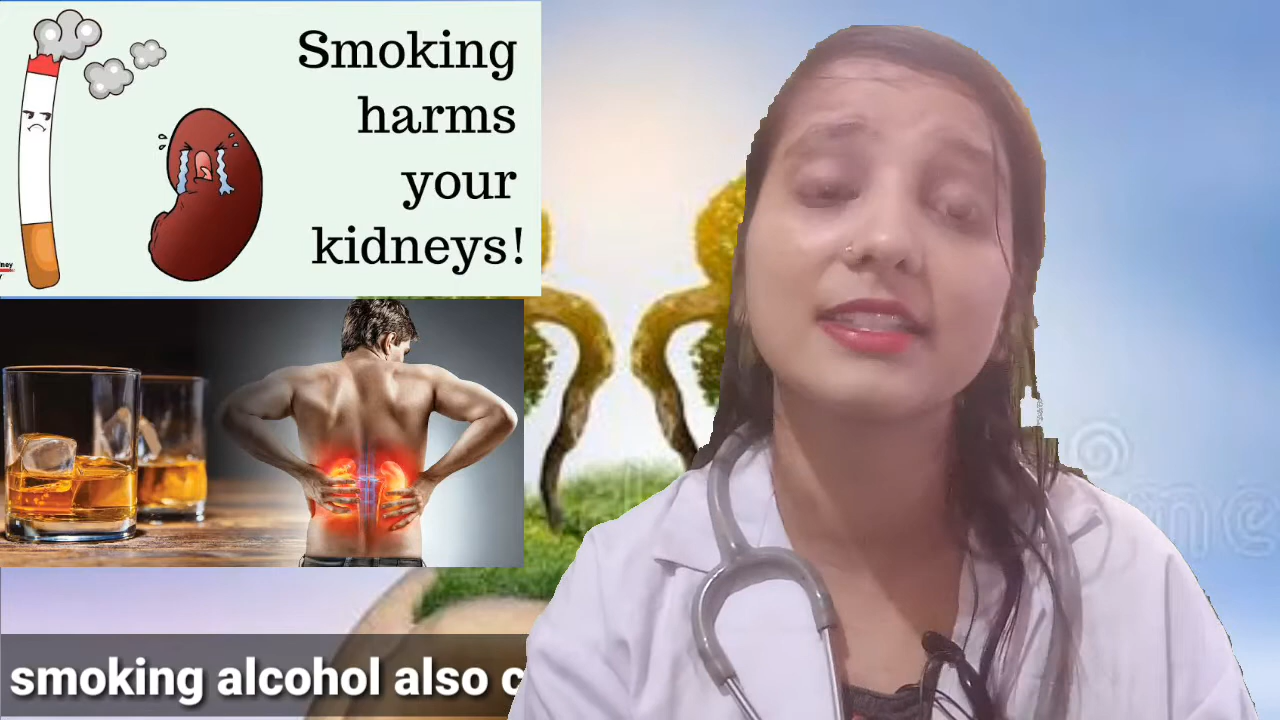 Smoking
harms
your
kidneys!
smoking alcohol also c